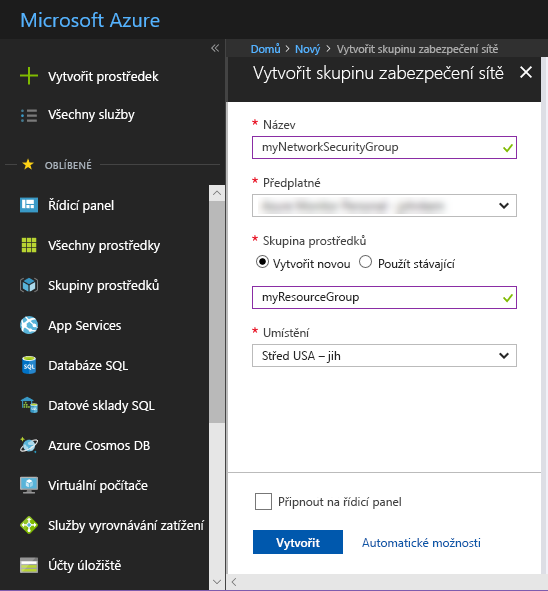 Microsoft Azure
Domů > Nový > Vytvořit skupinu zabezpečení sítě
Vytvořit prostředek
Všechny služby
OBLÍBENÉ
Řídicí panel
Všechny prostředky
Skupiny prostředků
App Services
Databáze SQL
Datové sklady SQL
Azure Cosmos DB
Virtuální počítače
Služby vyrovnávání zatížení
Účty úložiště
Vytvořit skupinu zabezpečení sítě
* Název
myNetworkSecurityGroup
* Předplatné
* Skupina prostředků
Vytvořit novou Použít stávající
myResourceGroup
* Umístění
Střed USA – jih
Připnout na řídicí panel
Vytvořit Automatické možnosti